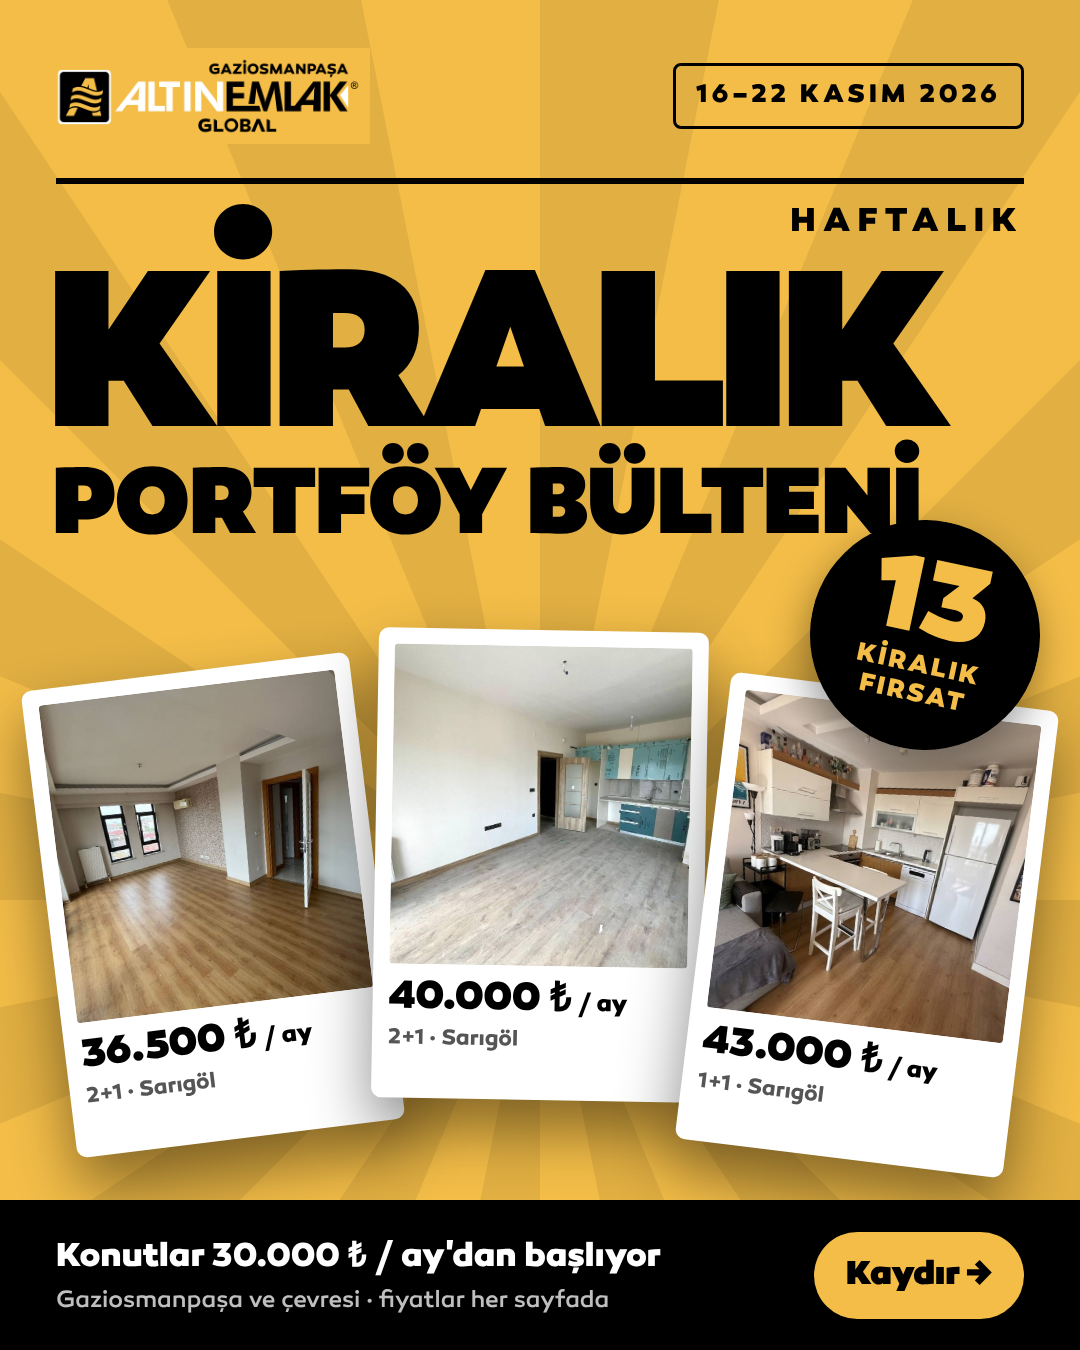 GAZİOSMANPAŞA
ALTINEMLAK®
GLOBAL
16–22 KASIM 2026
HAFTALIK
KİRALIK
PORTFÖY BÜLTENİ
13
KİRALIK
FIRSAT
36.500 ₺ / ay
2+1 · Sarıgöl
40.000 ₺ / ay
2+1 · Sarıgöl
43.000 ₺ / ay
1+1 · Sarıgöl
Konutlar 30.000 ₺ / ay'dan başlıyor
Gaziosmanpaşa ve çevresi · fiyatlar her sayfada
Kaydır →